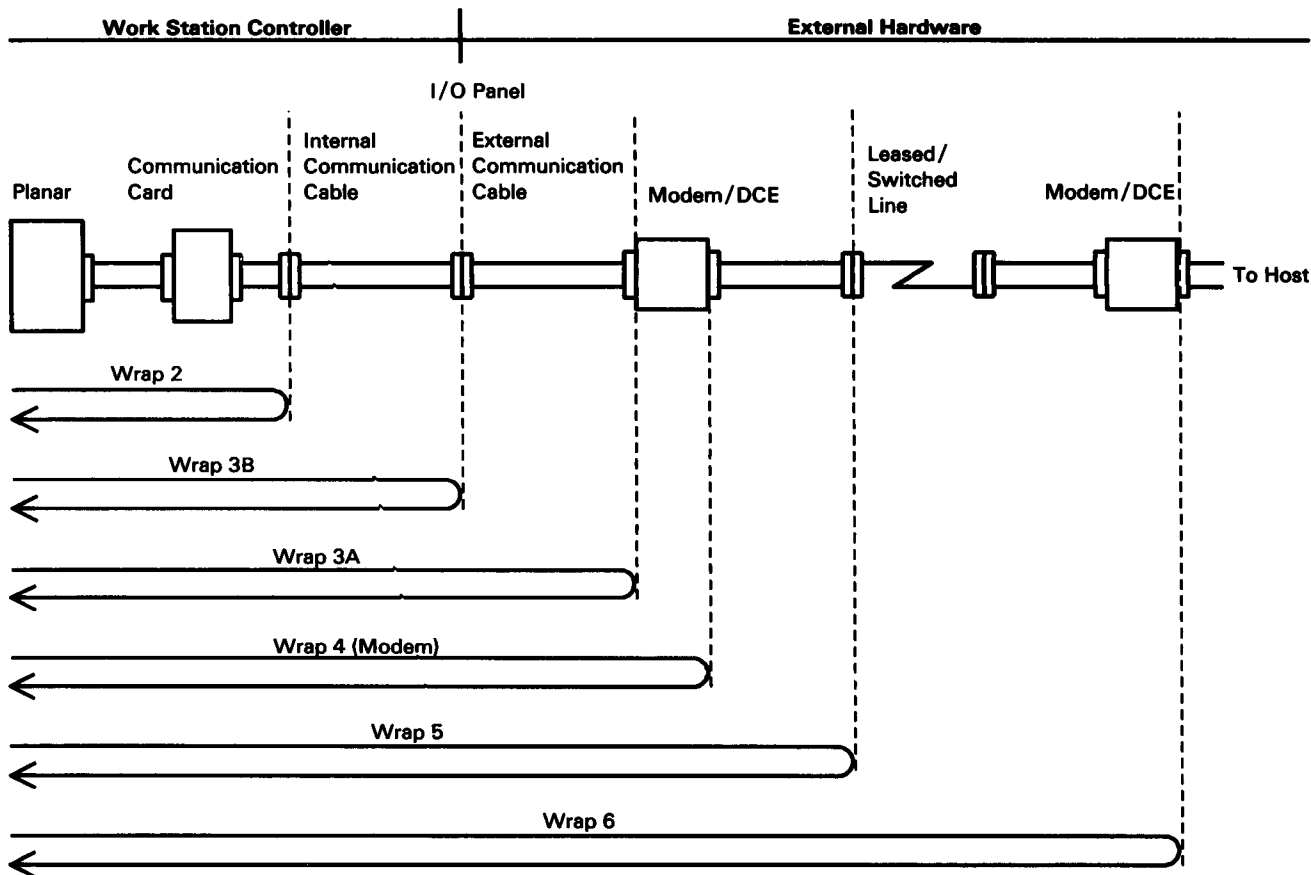 Work Station Controller
External Hardware
I/O Panel
Planar
Communication
Card
Internal
Communication
Cable
External
Communication
Cable
Modem/DCE
Leased/
Switched
Line
Modem/DCE
To Host
Wrap 2
Wrap 3B
Wrap 3A
Wrap 4 (Modem)
Wrap 5
Wrap 6